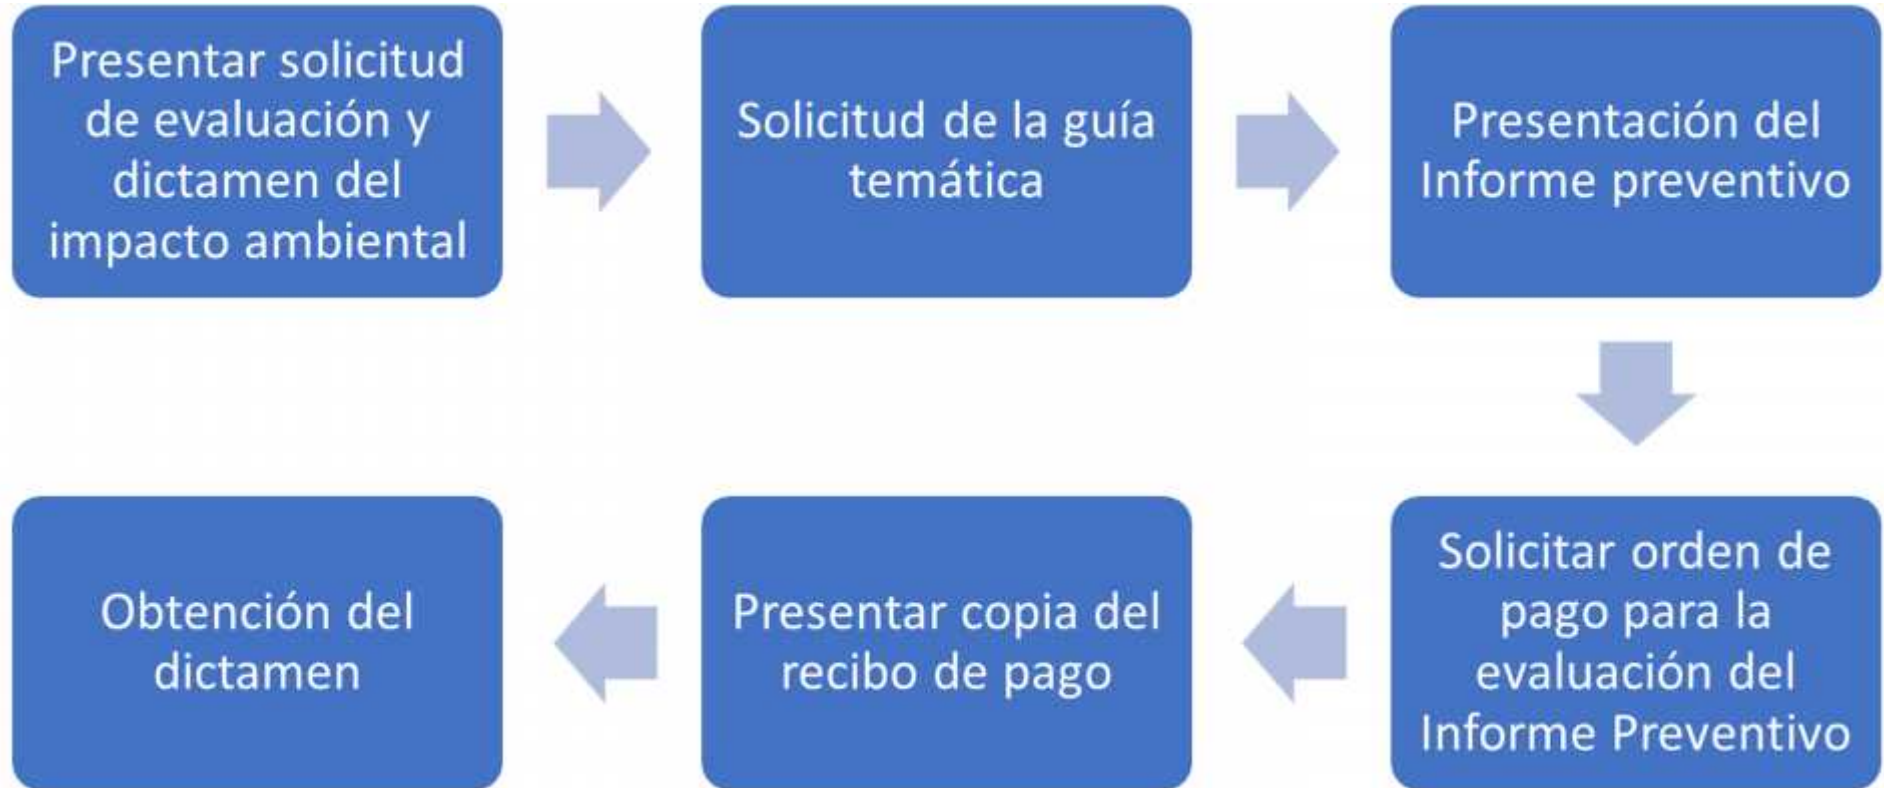 Presentar solicitud
de evaluación y
dictamen del
impacto ambiental
Solicitud de la guía
temática
Presentación del
Informe preventivo
Solicitar orden de
pago para la
evaluación del
Informe Preventivo
Presentar copia del
recibo de pago
Obtención del
dictamen